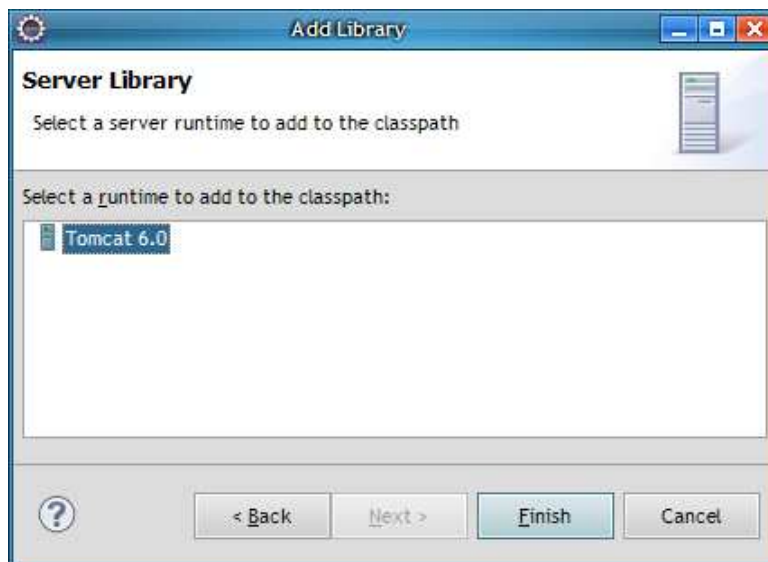 Add Library
Server Library
Select a server runtime to add to the classpath
Select a runtime to add to the classpath:
Tomcat 6.0
?
< Back
Next >
Finish
Cancel